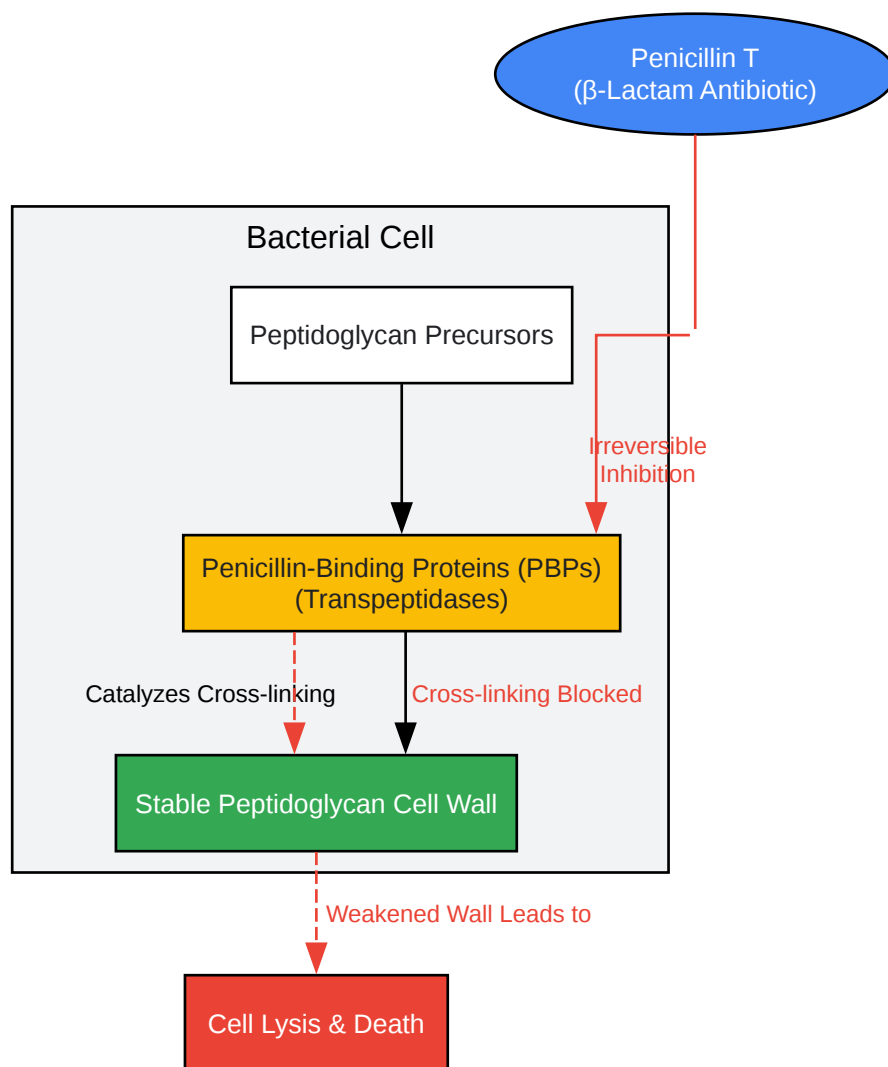 Penicillin T
(β-Lactam Antibiotic)
Bacterial Cell
Peptidoglycan Precursors
Irreversible
Inhibition
Penicillin-Binding Proteins (PBPs)
(Transpeptidases)
Catalyzes Cross-linking
Cross-linking Blocked
Stable Peptidoglycan Cell Wall
Weakened Wall Leads to
Cell Lysis & Death